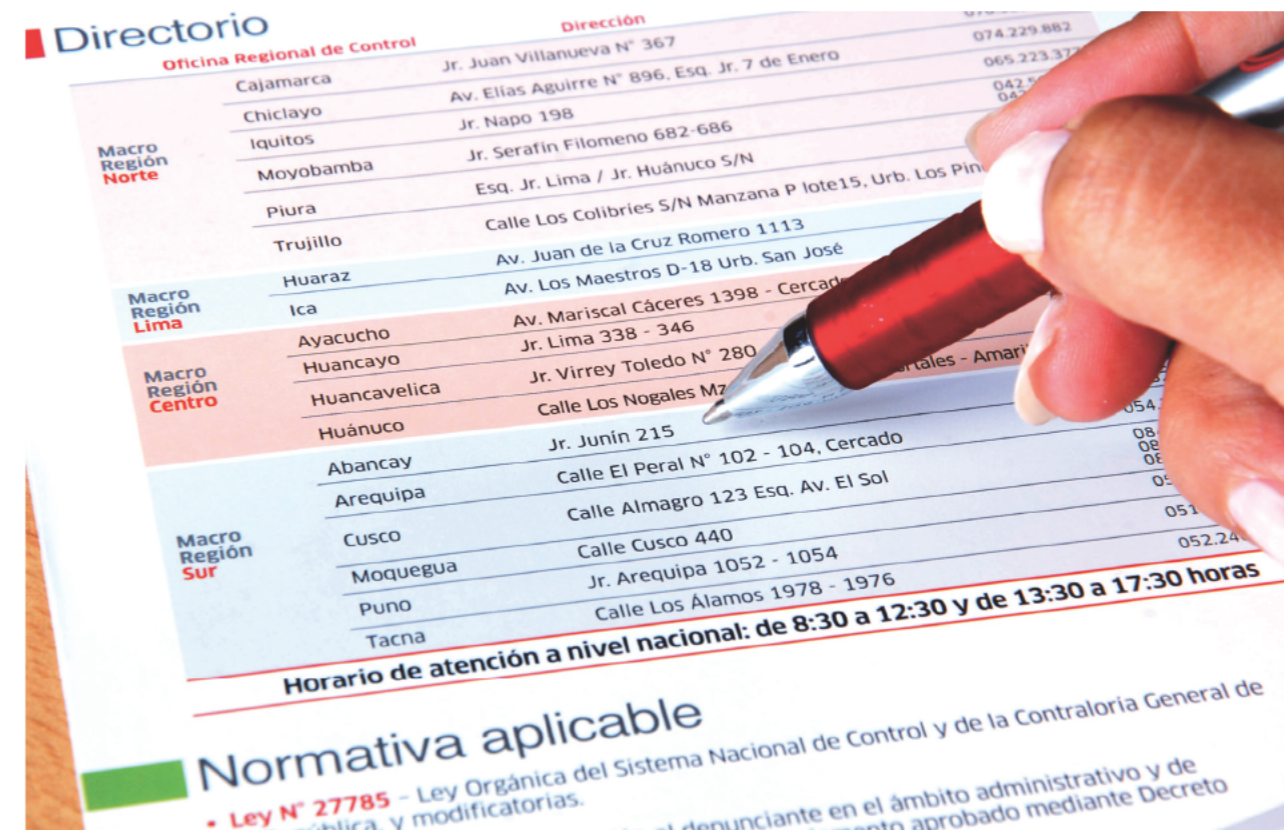 Directorio
Oficina Regional de Control Dirección
Macro Región Norte
Cajamarca Jr. Juan Villanueva N° 367
Chiclayo Av. Elías Aguirre N° 896, Esq. Jr. 7 de Enero 074.229.882
Iquitos Jr. Napo 198
Moyobamba Jr. Serafín Filomeno 682-686
Piura Esq. Jr. Lima / Jr. Huánuco S/N
Trujillo Calle Los Colibríes S/N Manzana P lote15, Urb. Los
Macro Región Lima
Huaraz Av. Juan de la Cruz Romero 1113
Ica Av. Los Maestros D-18 Urb. San José
Macro Región Centro
Ayacucho Av. Mariscal Cáceres 1398 -
Huancayo Jr. Lima 338 - 346
Huancavelica Jr. Virrey Toledo N° 280
Huánuco Calle Los Nogales Mz
Macro Región Sur
Abancay Jr. Junín 215
Arequipa Calle El Peral N° 102 - 104, Cercado
Cusco Calle Almagro 123 Esq. Av. El Sol
Moquegua Calle Cusco 440
Puno Jr. Arequipa 1052 - 1054
Tacna Calle Los Álamos 1978 - 1976
Horario de atención a nivel nacional: de 8:30 a 12:30 y de 13:30 a 17:30 horas
Normativa aplicable
• Ley N° 27785 - Ley Orgánica del Sistema Nacional de Control y de la Contraloría General de
y modificatorias.
denunciante en el ámbito administrativo y de
aprobado mediante Decreto